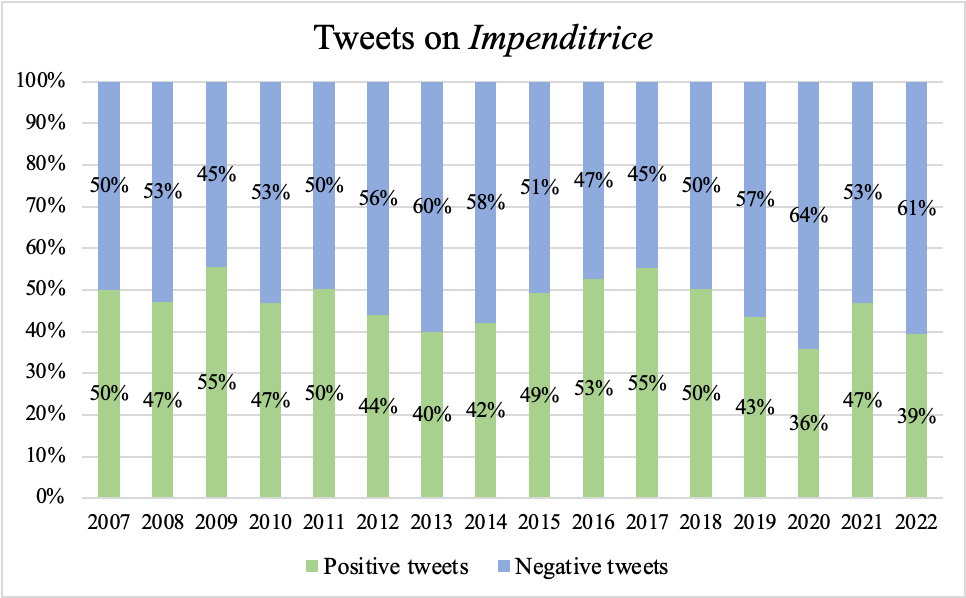 Tweets on Impenditrice
100%
90%
80%
70%
60%
50%
40%
30%
20%
10%
0%
50% 53% 45% 53% 50% 56% 60% 58% 51% 47% 45% 50% 57% 64% 53% 61%
50% 47% 55% 47% 50% 44% 40% 42% 49% 53% 55% 50% 43% 36% 47% 39%
2007 2008 2009 2010 2011 2012 2013 2014 2015 2016 2017 2018 2019 2020 2021 2022
Positive tweets Negative tweets